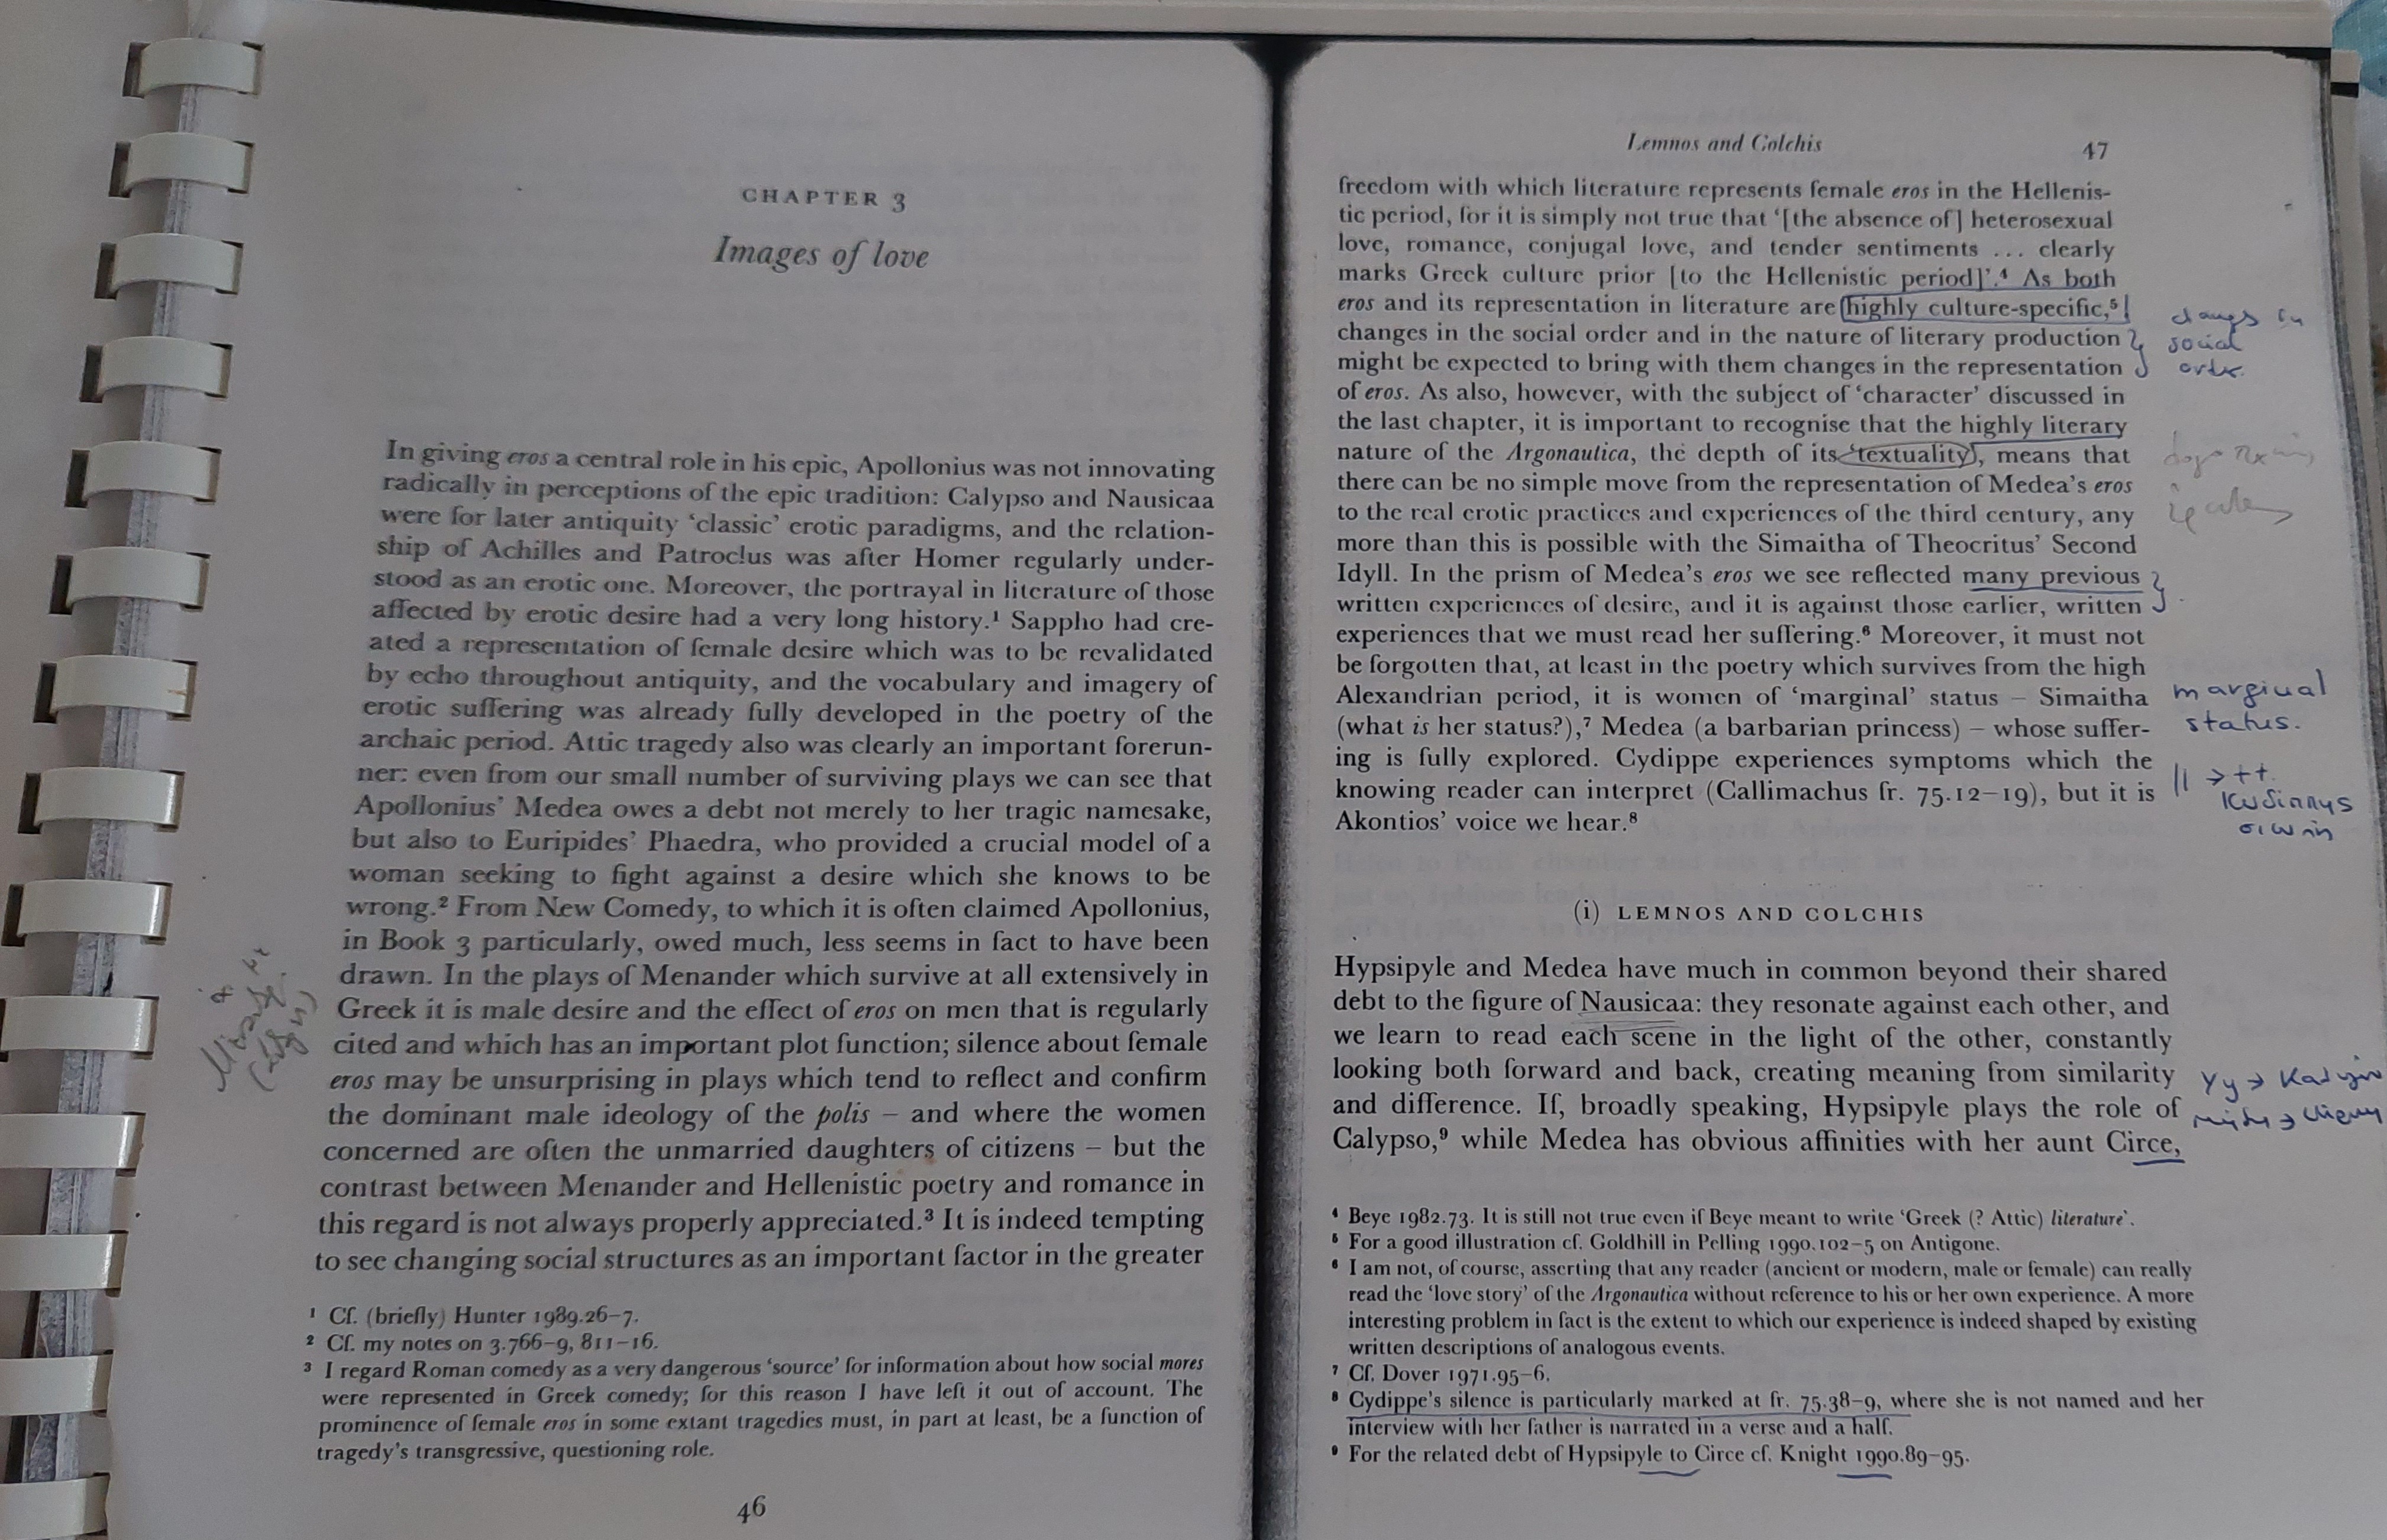 CHAPTER 3
Images of love
In giving eros a central role in his epic, Apollonius was not innovating
radically in perceptions of the epic tradition: Calypso and Nausicaa
were for later antiquity ‘classic’ erotic paradigms, and the relation-
ship of Achilles and Patroclus was after Homer regularly under-
stood as an erotic one. Moreover, the portrayal in literature of those
affected by erotic desire had a very long history.¹ Sappho had cre-
ated a representation of female desire which was to be revalidated
by echo throughout antiquity, and the vocabulary and imagery of
erotic suffering was already fully developed in the poetry of the
archaic period. Attic tragedy also was clearly an important forerun-
ner: even from our small number of surviving plays we can see that
Apollonius’ Medea owes a debt not merely to her tragic namesake,
but also to Euripides’ Phaedra, who provided a crucial model of a
woman seeking to fight against a desire which she knows to be
wrong.² From New Comedy, to which it is often claimed Apollonius,
in Book 3 particularly, owed much, less seems in fact to have been
drawn. In the plays of Menander which survive at all extensively in
Greek it is male desire and the effect of eros on men that is regularly
cited and which has an important plot function; silence about female
eros may be unsurprising in plays which tend to reflect and confirm
the dominant male ideology of the polis – and where the women
concerned are often the unmarried daughters of citizens – but the
contrast between Menander and Hellenistic poetry and romance in
this regard is not always properly appreciated.³ It is indeed tempting
to see changing social structures as an important factor in the greater
¹ Cf. (briefly) Hunter 1989.26–7.
² Cf. my notes on 3.766–9, 811–16.
³ I regard Roman comedy as a very dangerous ‘source’ for information about how social mores
were represented in Greek comedy; for this reason I have left it out of account. The
prominence of female eros in some extant tragedies must, in part at least, be a function of
tragedy’s transgressive, questioning role.
46
Lemnos and Colchis 47
freedom with which literature represents female eros in the Hellenis-
tic period, for it is simply not true that ‘[the absence of] heterosexual
love, romance, conjugal love, and tender sentiments ... clearly
marks Greek culture prior [to the Hellenistic period]’.⁴ As both
eros and its representation in literature are highly culture-specific,⁵
changes in the social order and in the nature of literary production
might be expected to bring with them changes in the representation
of eros. As also, however, with the subject of ‘character’ discussed in
the last chapter, it is important to recognise that the highly literary
nature of the Argonautica, the depth of its ‘textuality’, means that
there can be no simple move from the representation of Medea’s eros
to the real erotic practices and experiences of the third century, any
more than this is possible with the Simaitha of Theocritus’ Second
Idyll. In the prism of Medea’s eros we see reflected many previous
written experiences of desire, and it is against those earlier, written
experiences that we must read her suffering.⁶ Moreover, it must not
be forgotten that, at least in the poetry which survives from the high
Alexandrian period, it is women of ‘marginal’ status – Simaitha
(what is her status?),⁷ Medea (a barbarian princess) – whose suffer-
ing is fully explored. Cydippe experiences symptoms which the
knowing reader can interpret (Callimachus fr. 75.12–19), but it is
Akontios’ voice we hear.⁸
changes in
social
order.
marginal
status.
(i) LEMNOS AND COLCHIS
Hypsipyle and Medea have much in common beyond their shared
debt to the figure of Nausicaa: they resonate against each other, and
we learn to read each scene in the light of the other, constantly
looking both forward and back, creating meaning from similarity
and difference. If, broadly speaking, Hypsipyle plays the role of
Calypso,⁹ while Medea has obvious affinities with her aunt Circe,
⁴ Beye 1982.73. It is still not true even if Beye meant to write ‘Greek (? Attic) literature’.
⁵ For a good illustration cf. Goldhill in Pelling 1990.102–5 on Antigone.
⁶ I am not, of course, asserting that any reader (ancient or modern, male or female) can really
read the ‘love story’ of the Argonautica without reference to his or her own experience. A more
interesting problem in fact is the extent to which our experience is indeed shaped by existing
written descriptions of analogous events.
⁷ Cf. Dover 1971.95–6.
⁸ Cydippe’s silence is particularly marked at fr. 75.38–9, where she is not named and her
interview with her father is narrated in a verse and a half.
⁹ For the related debt of Hypsipyle to Circe cf. Knight 1990.89–95.